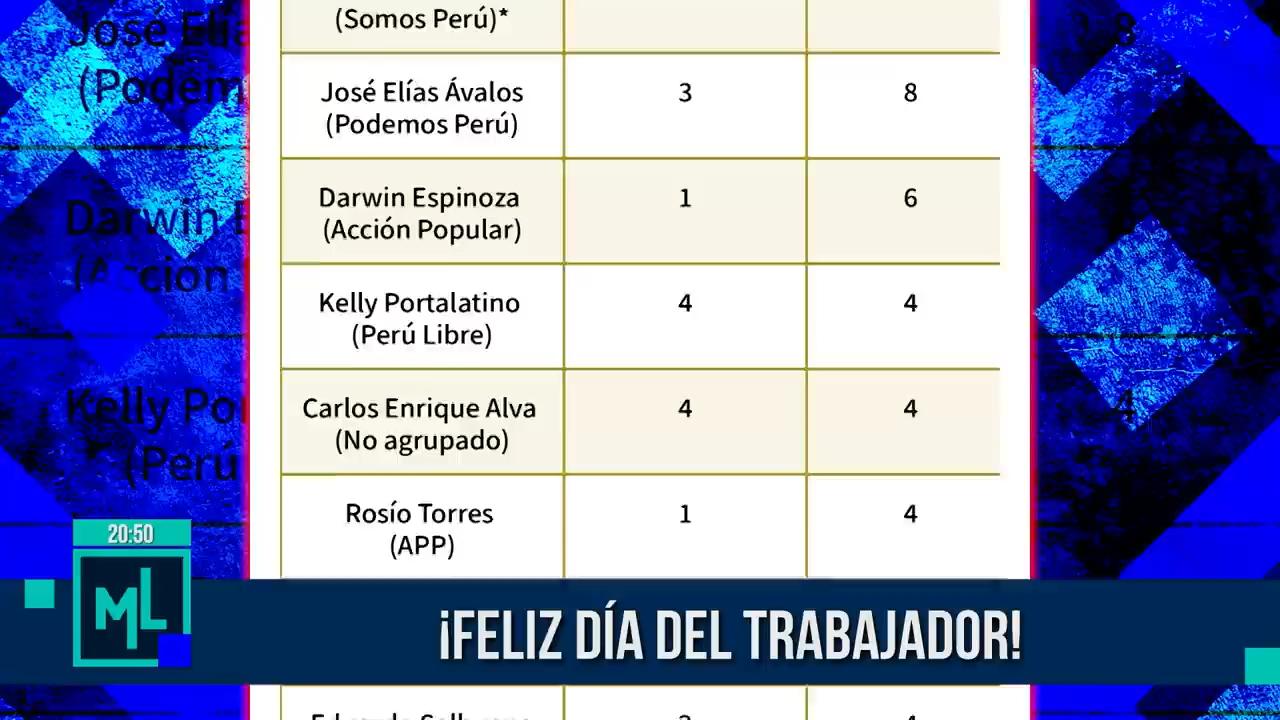 (Somos Perú)*
José Elías Ávalos 3 8
(Podemos Perú)
Darwin Espinoza 1 6
(Acción Popular)
Kelly Portalatino 4 4
(Perú Libre)
Carlos Enrique Alva 4 4
(No agrupado)
Rosío Torres 1 4
(APP)
20:50
ML
¡FELIZ DÍA DEL TRABAJADOR!